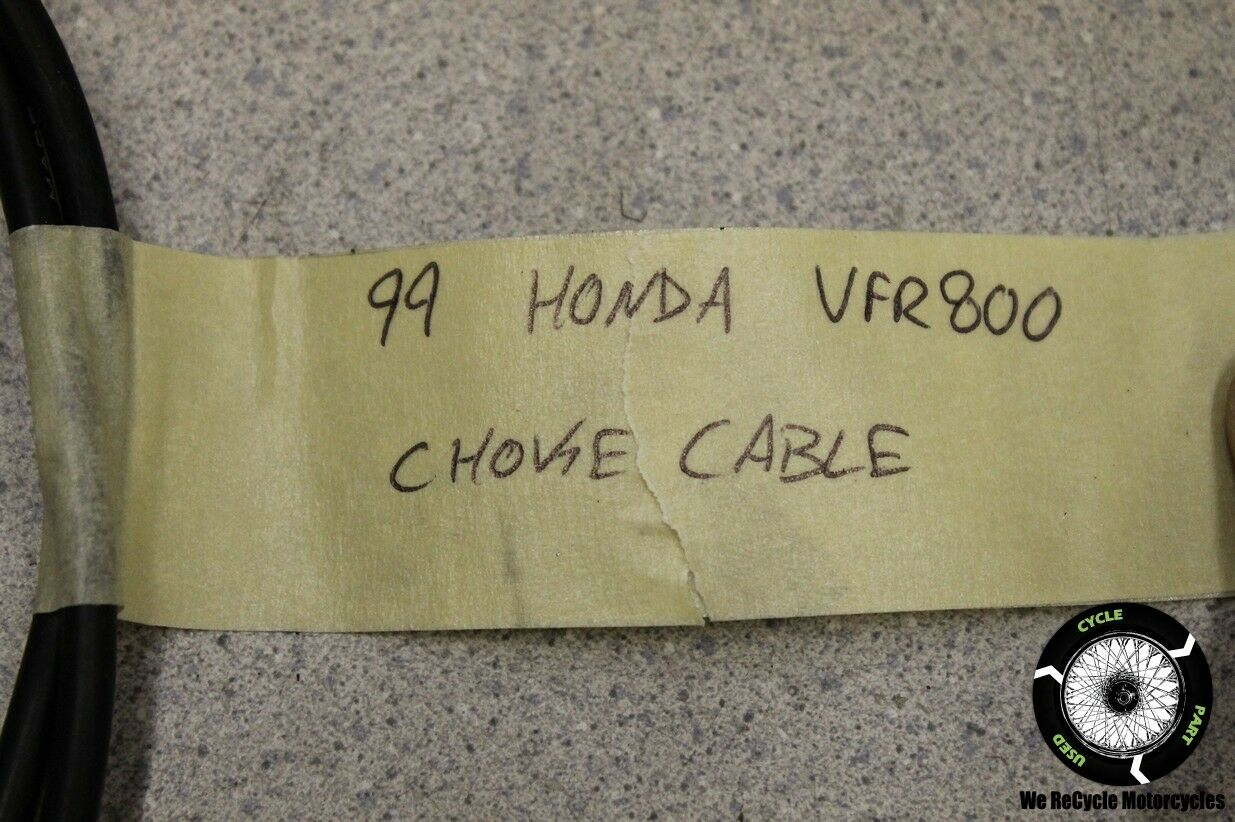 99 HONDA VFR800
CHOKE CABLE
CYCLE
PART
USED
We ReCycle Motorcycles